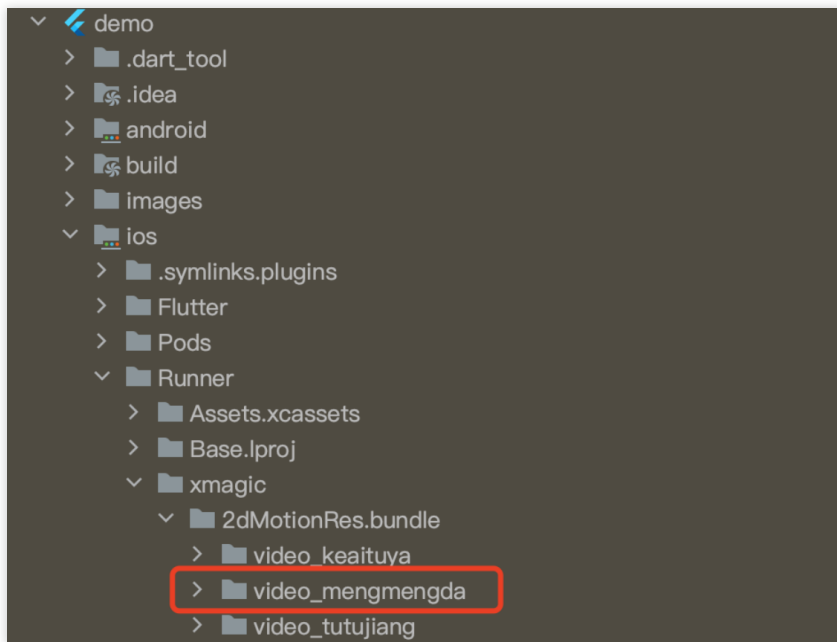 demo
.dart_tool
.idea
android
build
images
ios
.symlinks.plugins
Flutter
Pods
Runner
Assets.xcassets
Base.lproj
xmagic
2dMotionRes.bundle
video_keaituya
video_mengmengda
video_tutujiang